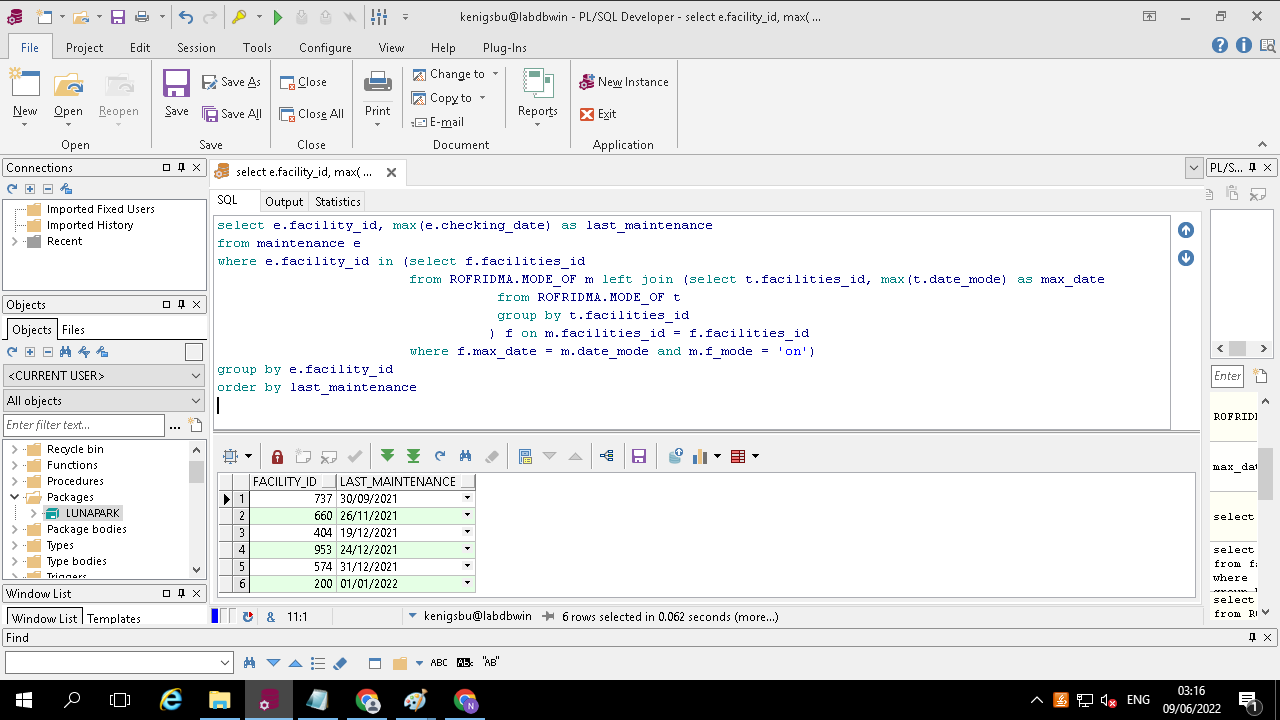 kenigsbu@labdbwin - PL/SQL Developer - select e.facility_id, max( ...
File Project Edit Session Tools Configure View Help Plug-Ins
New Open Reopen Save Save As Save All Close Close All Print Change to Copy to E-mail Reports New Instance Exit
Open Save Close Document Application
Connections
Imported Fixed Users
Imported History
Recent
Objects
Objects Files
<CURRENT USER>
All objects
Enter filter text...
...
Recycle bin
Functions
Procedures
Packages
LUNAPARK
Package bodies
Types
Type bodies
Triggers
Window List
Window List Templates
select e.facility_id, max( ...
SQL Output Statistics
select e.facility_id, max(e.checking_date) as last_maintenance
from maintenance e
where e.facility_id in (select f.facilities_id
from ROFRIDMA.MODE_OF m left join (select t.facilities_id, max(t.date_mode) as max_date
from ROFRIDMA.MODE_OF t
group by t.facilities_id
) f on m.facilities_id = f.facilities_id
where f.max_date = m.date_mode and m.f_mode = 'on')
group by e.facility_id
order by last_maintenance
FACILITY_ID LAST_MAINTENANCE
1 737 30/09/2021
2 660 26/11/2021
3 404 19/12/2021
4 953 24/12/2021
5 574 31/12/2021
6 200 01/01/2022
& 11:1 kenigsbu@labdbwin 6 rows selected in 0.062 seconds (more...)
PL/S...
Enter
ROFRID
max_dat
select
select
from f
where
select
from R
Find
ABC AB "AB"
ENG 03:16
09/06/2022
1